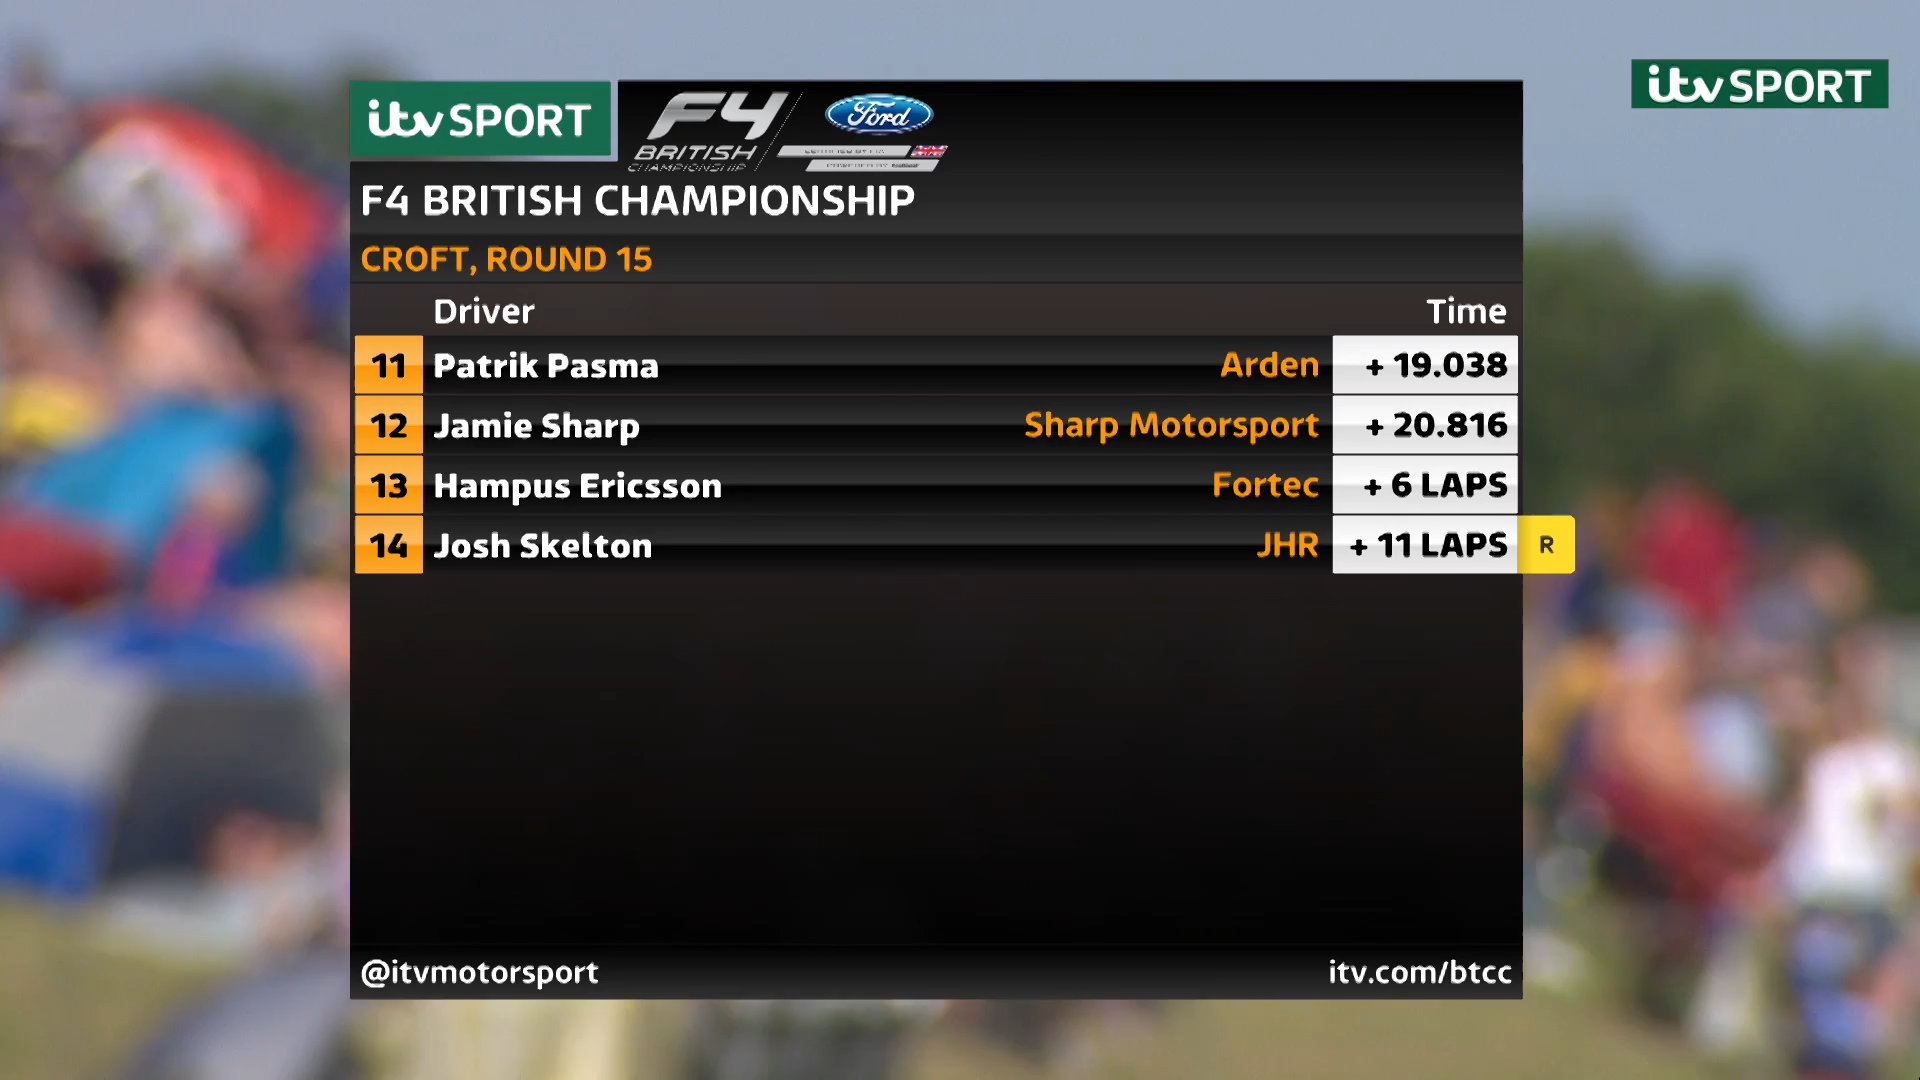 itv SPORT
itv SPORT
F4
BRITISH
CHAMPIONSHIP
Ford
F4 BRITISH CHAMPIONSHIP
CROFT, ROUND 15
Driver Time
11 Patrik Pasma Arden + 19.038
12 Jamie Sharp Sharp Motorsport + 20.816
13 Hampus Ericsson Fortec + 6 LAPS
14 Josh Skelton JHR + 11 LAPS R
@itvmotorsport itv.com/btcc